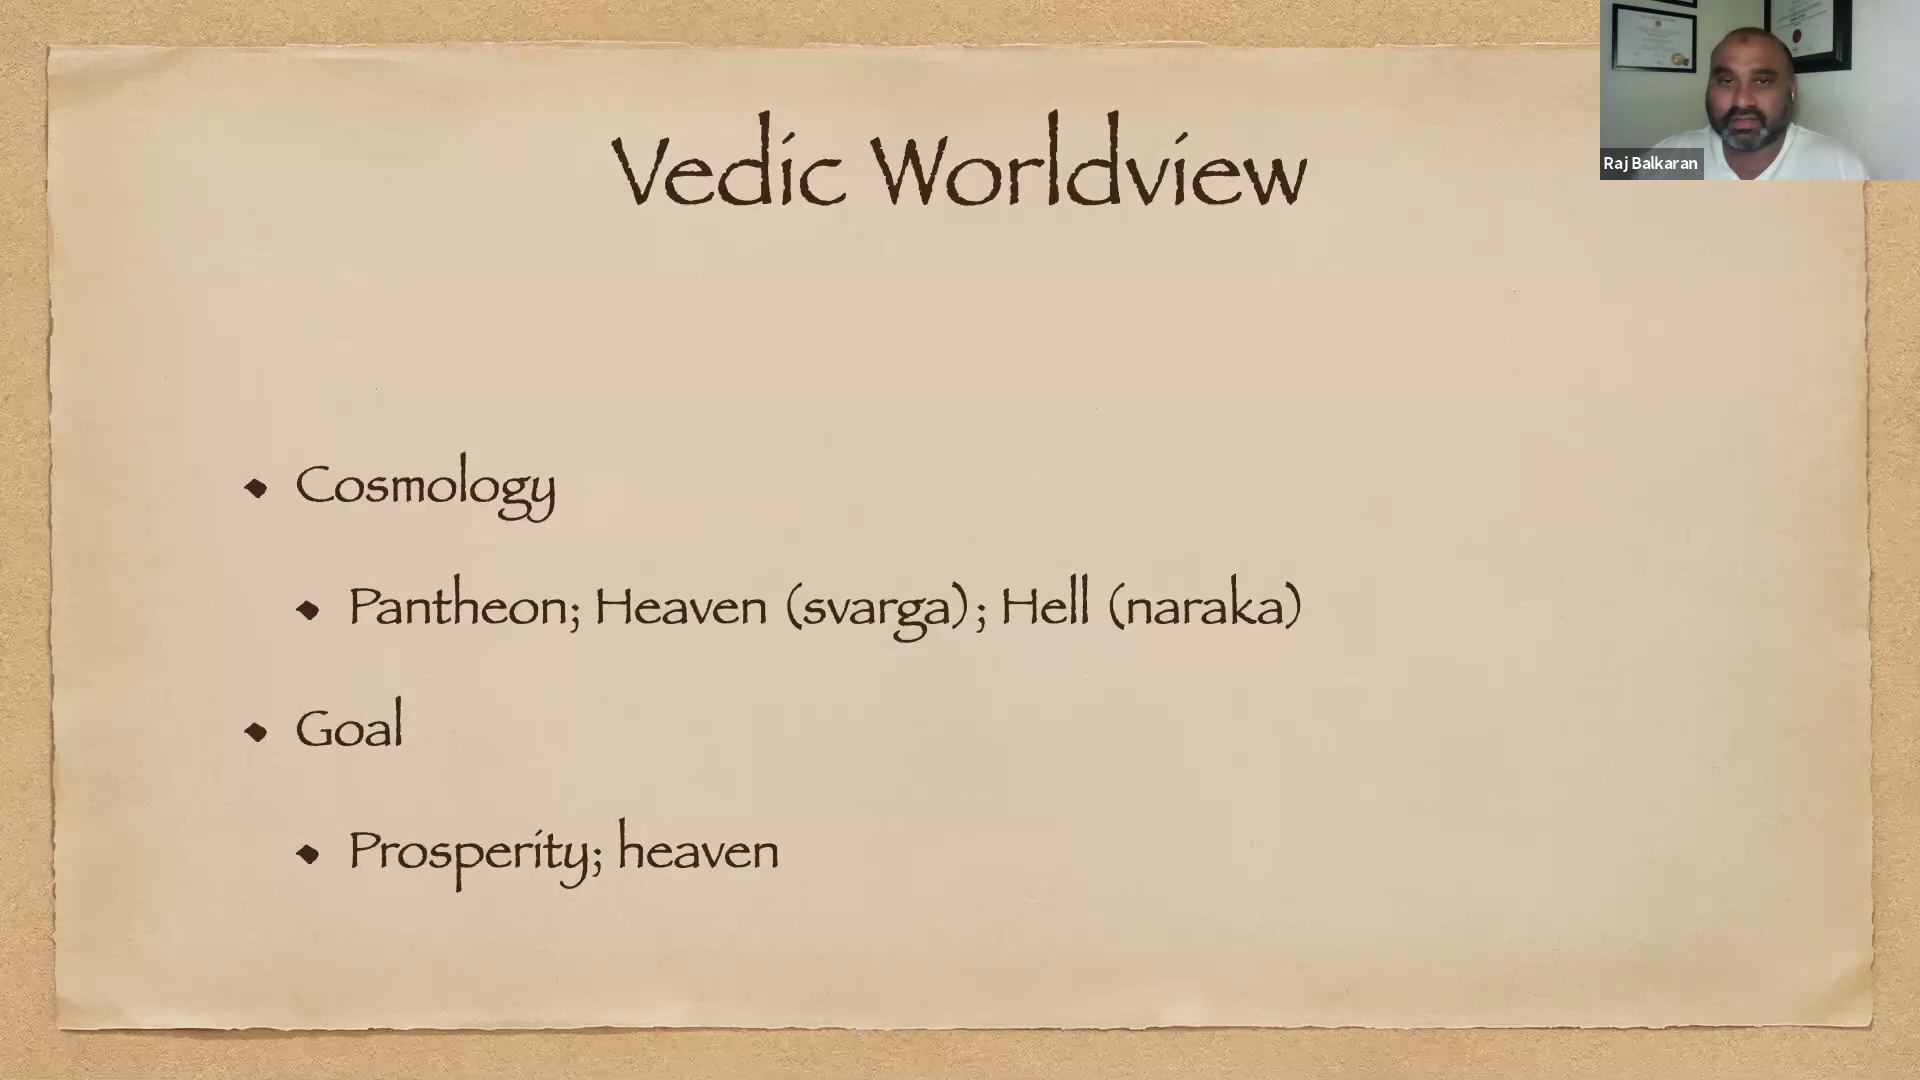 Vedic Worldview
Raj Balkaran
Cosmology
Pantheon; Heaven (svarga); Hell (naraka)
Goal
Prosperity; heaven